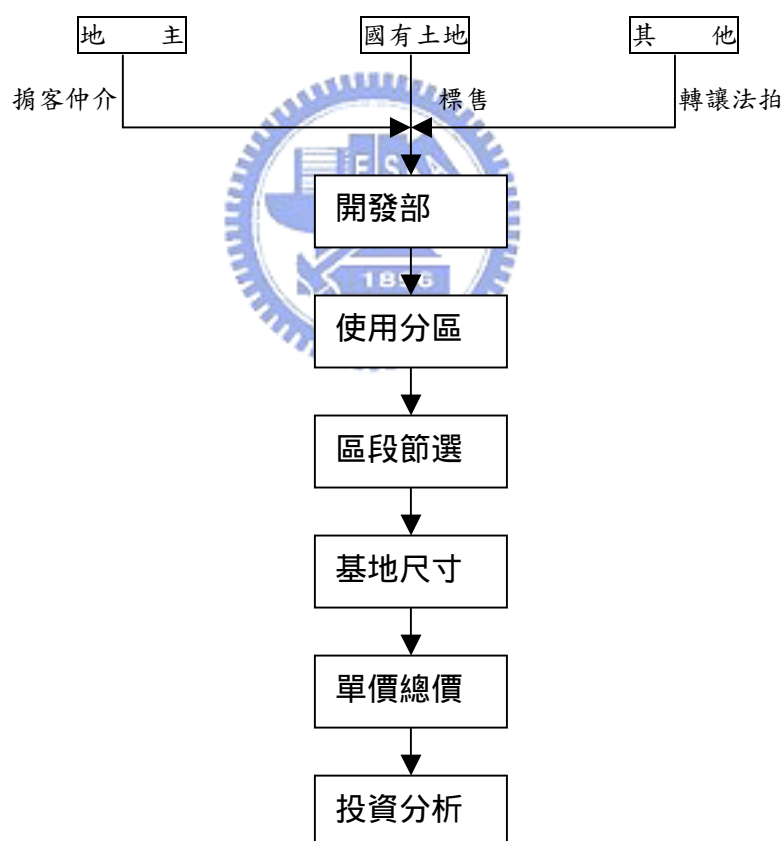 地　　主
國有土地
其　　他
掮客仲介
標售
轉讓法拍
ESA
開發部
1896
使用分區
區段節選
基地尺寸
單價總價
投資分析